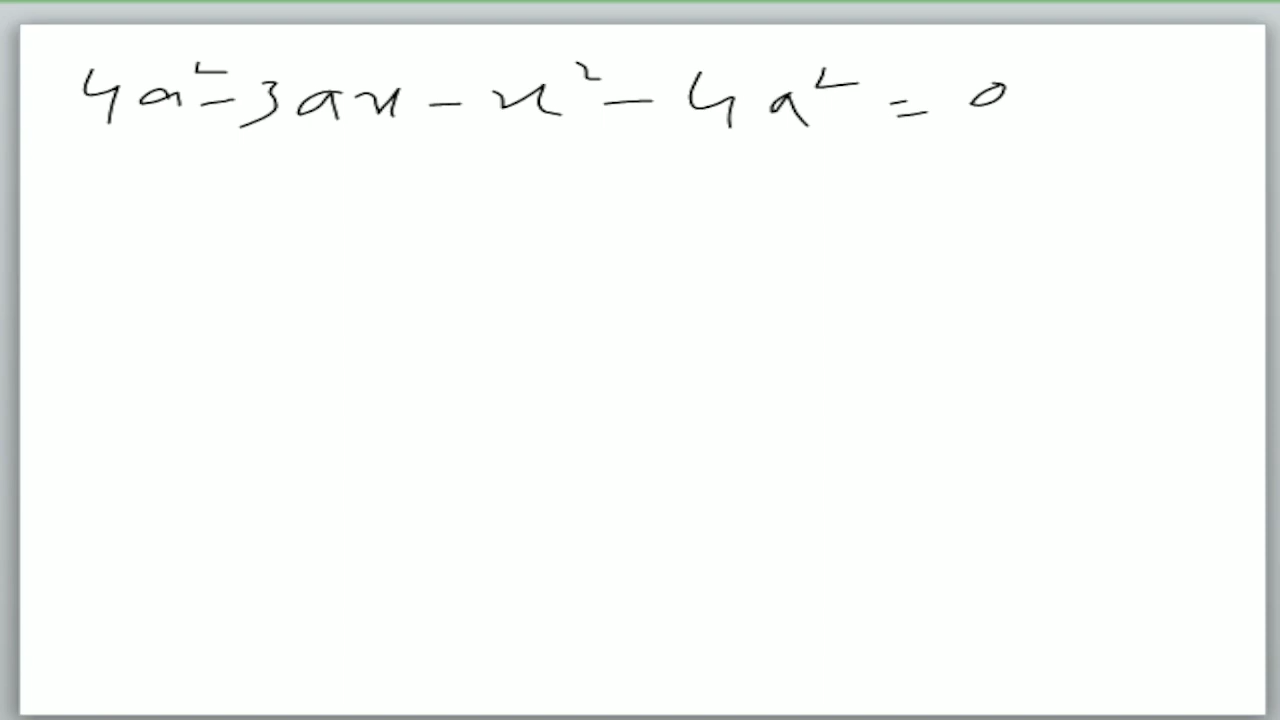 4a² - 3ax - x² - 4a² = 0